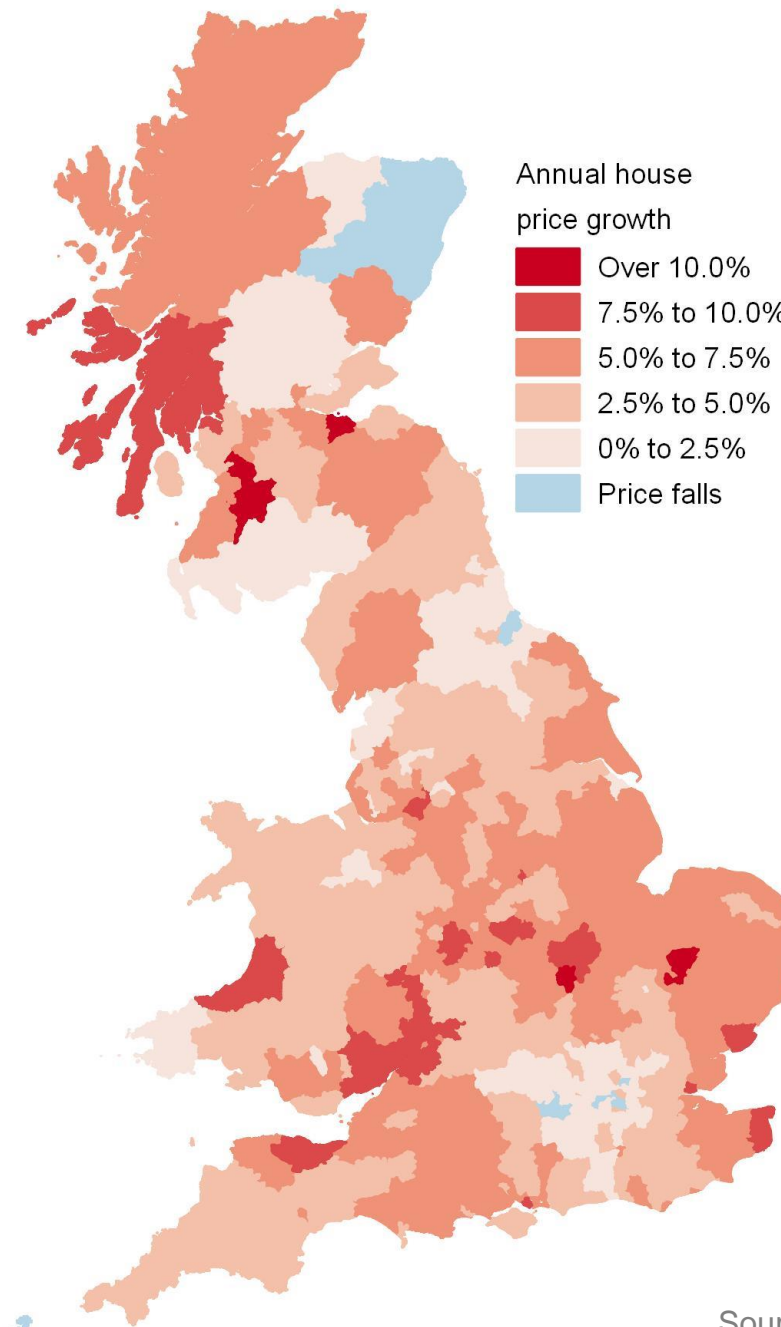 Annual house
price growth
Over 10.0%
7.5% to 10.0%
5.0% to 7.5%
2.5% to 5.0%
0% to 2.5%
Price falls